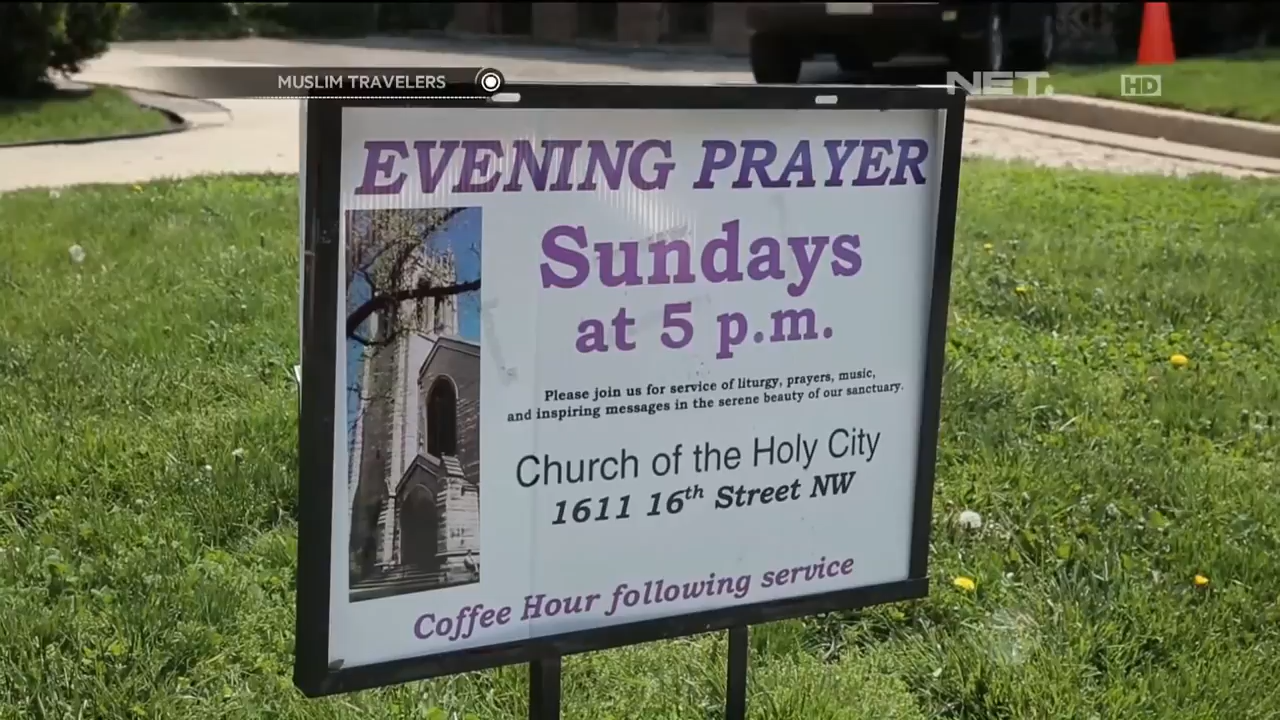 MUSLIM TRAVELERS
NET.
HD
EVENING PRAYER
Sundays
at 5 p.m.
Please join us for service of liturgy, prayers, music,
and inspiring messages in the serene beauty of our sanctuary.
Church of the Holy City
1611 16th Street NW
Coffee Hour following service